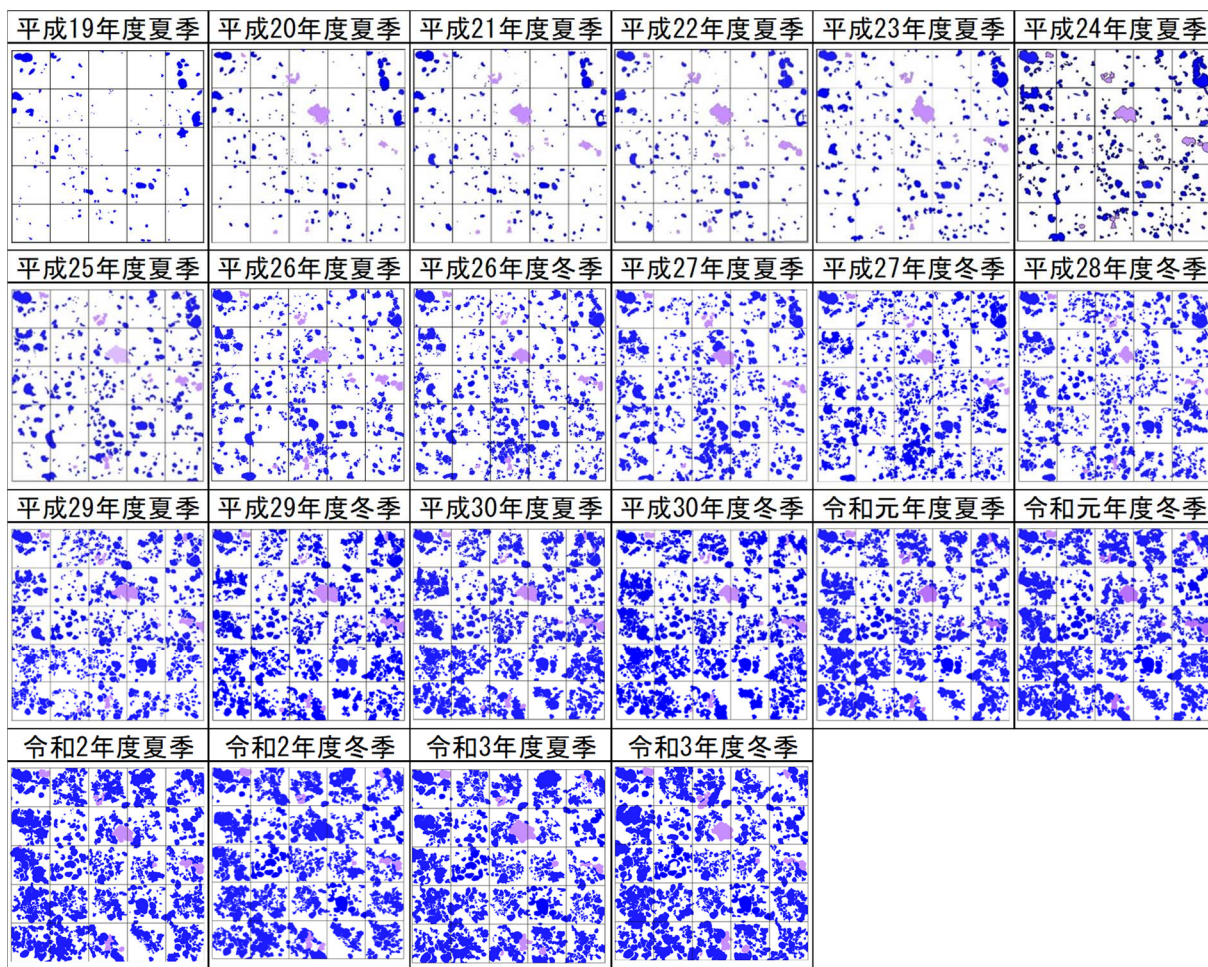 平成19年度夏季
平成20年度夏季
平成21年度夏季
平成22年度夏季
平成23年度夏季
平成24年度夏季
平成25年度夏季
平成26年度夏季
平成26年度冬季
平成27年度夏季
平成27年度冬季
平成28年度冬季
平成29年度夏季
平成29年度冬季
平成30年度夏季
平成30年度冬季
令和元年度夏季
令和元年度冬季
令和2年度夏季
令和2年度冬季
令和3年度夏季
令和3年度冬季